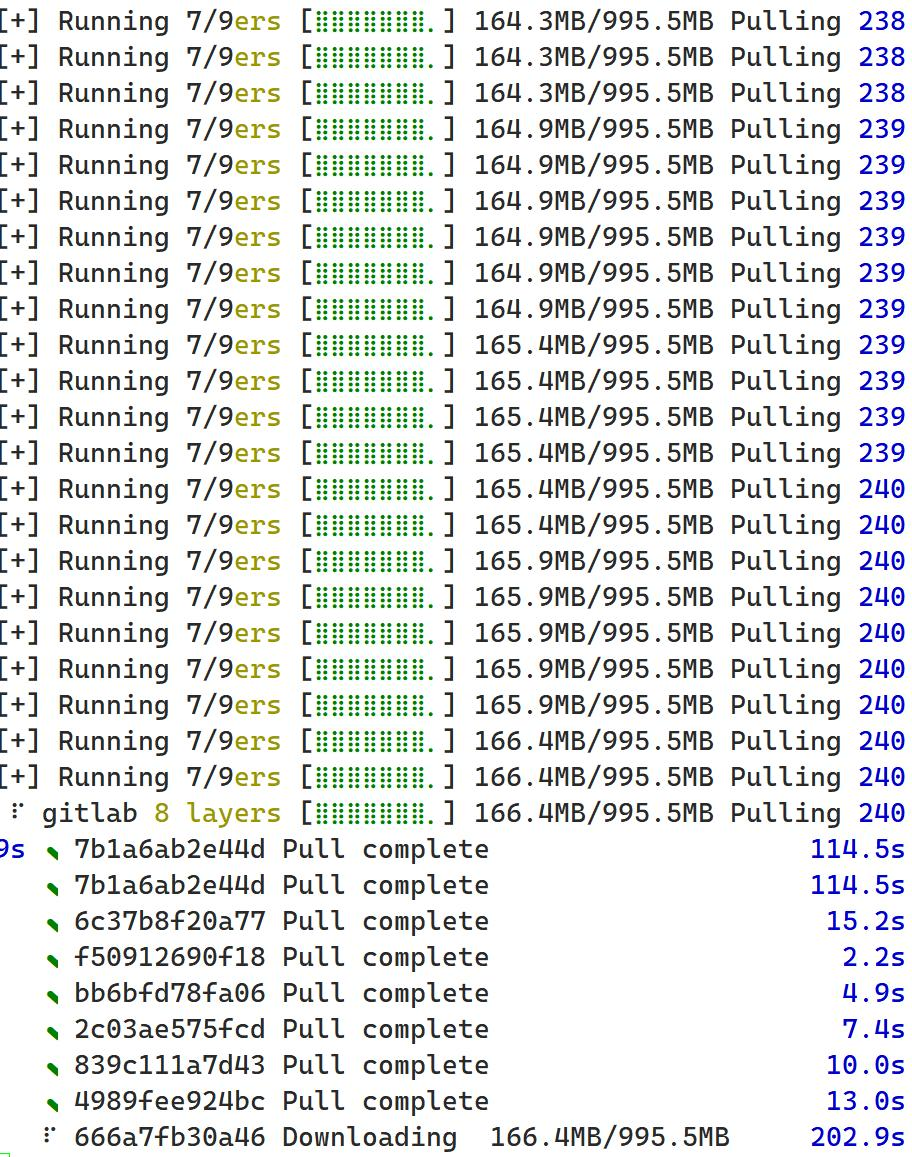 [+] Running 7/9ers [⣿⣿⣿⣿⣿⣿⣿⡀] 164.3MB/995.5MB Pulling 238
[+] Running 7/9ers [⣿⣿⣿⣿⣿⣿⣿⡀] 164.3MB/995.5MB Pulling 238
[+] Running 7/9ers [⣿⣿⣿⣿⣿⣿⣿⡀] 164.3MB/995.5MB Pulling 238
[+] Running 7/9ers [⣿⣿⣿⣿⣿⣿⣿⡀] 164.9MB/995.5MB Pulling 239
[+] Running 7/9ers [⣿⣿⣿⣿⣿⣿⣿⡀] 164.9MB/995.5MB Pulling 239
[+] Running 7/9ers [⣿⣿⣿⣿⣿⣿⣿⡀] 164.9MB/995.5MB Pulling 239
[+] Running 7/9ers [⣿⣿⣿⣿⣿⣿⣿⡀] 164.9MB/995.5MB Pulling 239
[+] Running 7/9ers [⣿⣿⣿⣿⣿⣿⣿⡀] 164.9MB/995.5MB Pulling 239
[+] Running 7/9ers [⣿⣿⣿⣿⣿⣿⣿⡀] 164.9MB/995.5MB Pulling 239
[+] Running 7/9ers [⣿⣿⣿⣿⣿⣿⣿⡀] 165.4MB/995.5MB Pulling 239
[+] Running 7/9ers [⣿⣿⣿⣿⣿⣿⣿⡀] 165.4MB/995.5MB Pulling 239
[+] Running 7/9ers [⣿⣿⣿⣿⣿⣿⣿⡀] 165.4MB/995.5MB Pulling 239
[+] Running 7/9ers [⣿⣿⣿⣿⣿⣿⣿⡀] 165.4MB/995.5MB Pulling 239
[+] Running 7/9ers [⣿⣿⣿⣿⣿⣿⣿⡀] 165.4MB/995.5MB Pulling 240
[+] Running 7/9ers [⣿⣿⣿⣿⣿⣿⣿⡀] 165.4MB/995.5MB Pulling 240
[+] Running 7/9ers [⣿⣿⣿⣿⣿⣿⣿⡀] 165.9MB/995.5MB Pulling 240
[+] Running 7/9ers [⣿⣿⣿⣿⣿⣿⣿⡀] 165.9MB/995.5MB Pulling 240
[+] Running 7/9ers [⣿⣿⣿⣿⣿⣿⣿⡀] 165.9MB/995.5MB Pulling 240
[+] Running 7/9ers [⣿⣿⣿⣿⣿⣿⣿⡀] 165.9MB/995.5MB Pulling 240
[+] Running 7/9ers [⣿⣿⣿⣿⣿⣿⣿⡀] 165.9MB/995.5MB Pulling 240
[+] Running 7/9ers [⣿⣿⣿⣿⣿⣿⣿⡀] 166.4MB/995.5MB Pulling 240
[+] Running 7/9ers [⣿⣿⣿⣿⣿⣿⣿⡀] 166.4MB/995.5MB Pulling 240
⠏ gitlab 8 layers [⣿⣿⣿⣿⣿⣿⣿⡀] 166.4MB/995.5MB Pulling 240
9s ✔ 7b1a6ab2e44d Pull complete 114.5s
✔ 7b1a6ab2e44d Pull complete 114.5s
✔ 6c37b8f20a77 Pull complete 15.2s
✔ f50912690f18 Pull complete 2.2s
✔ bb6bfd78fa06 Pull complete 4.9s
✔ 2c03ae575fcd Pull complete 7.4s
✔ 839c111a7d43 Pull complete 10.0s
✔ 4989fee924bc Pull complete 13.0s
⠏ 666a7fb30a46 Downloading 166.4MB/995.5MB 202.9s